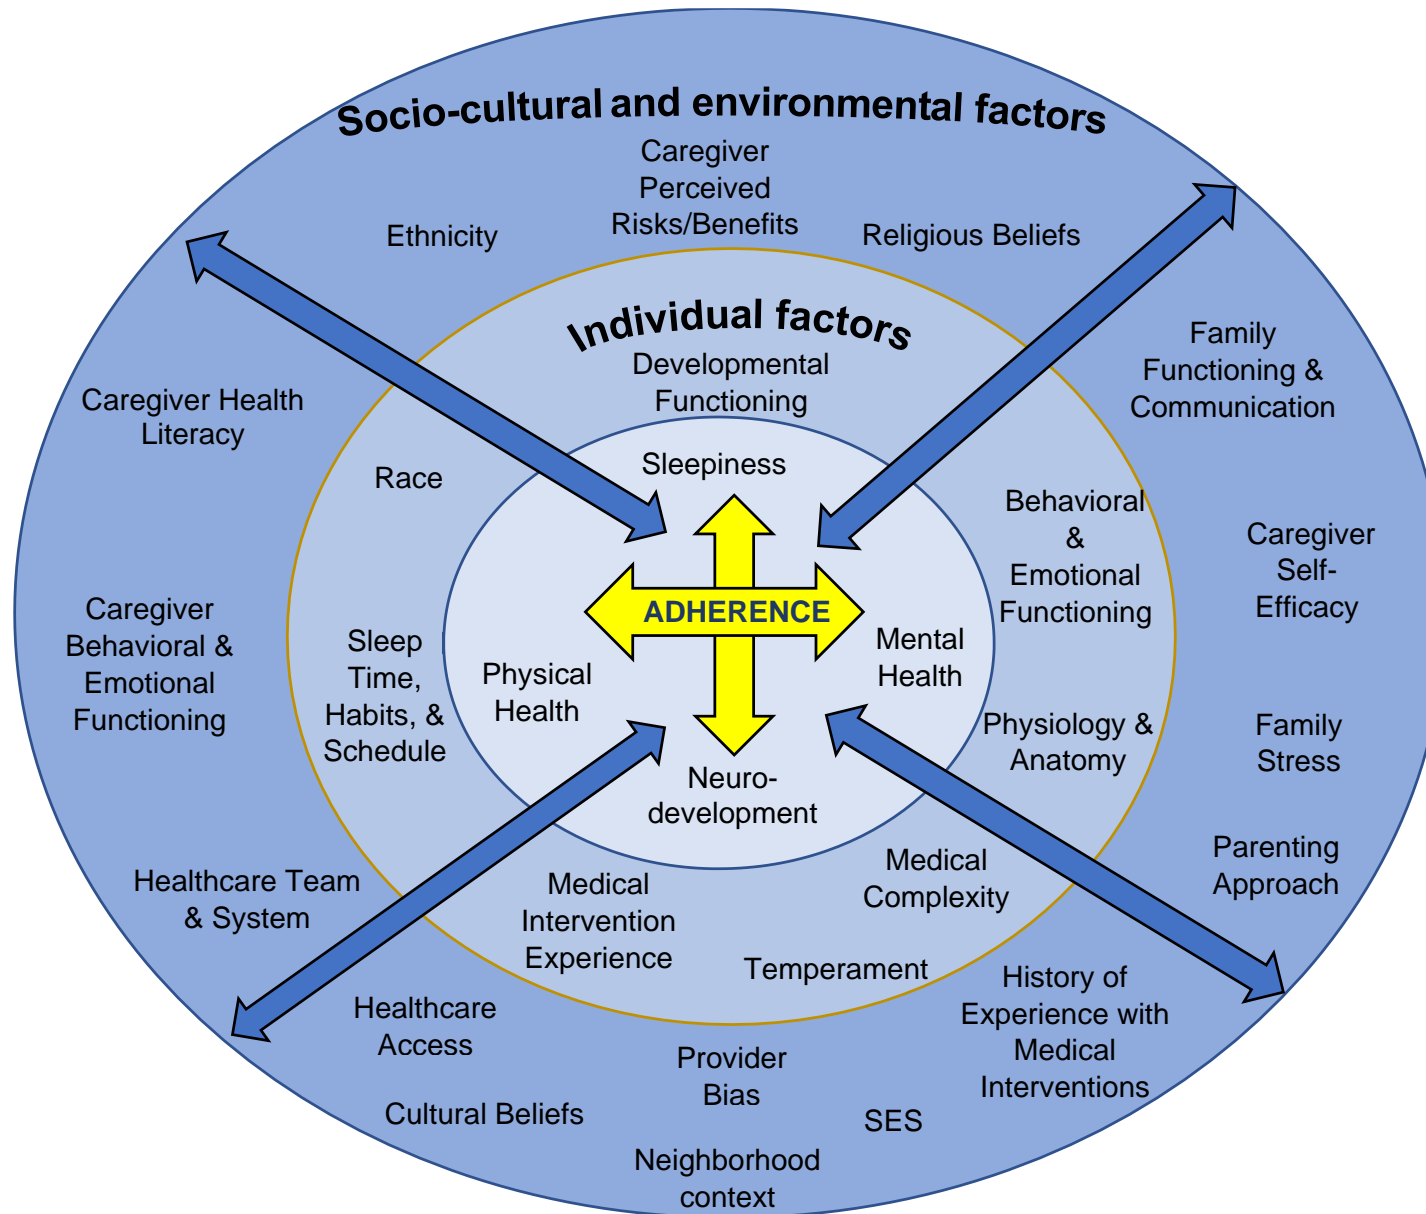 Socio-cultural and environmental factors
Caregiver
Perceived
Risks/Benefits
Ethnicity
Religious Beliefs
Individual factors
Developmental
Functioning
Family
Functioning &
Communication
Caregiver Health
Literacy
Race
Sleepiness
Behavioral
&
Emotional
Functioning
Caregiver
Self-
Efficacy
ADHERENCE
Caregiver
Behavioral &
Emotional
Functioning
Sleep
Time,
Habits, &
Schedule
Physical
Health
Mental
Health
Physiology &
Anatomy
Family
Stress
Neuro-
development
Parenting
Approach
Healthcare Team
& System
Medical
Intervention
Experience
Medical
Complexity
Temperament
Healthcare
Access
History of
Experience with
Medical
Interventions
Provider
Bias
Cultural Beliefs
SES
Neighborhood
context